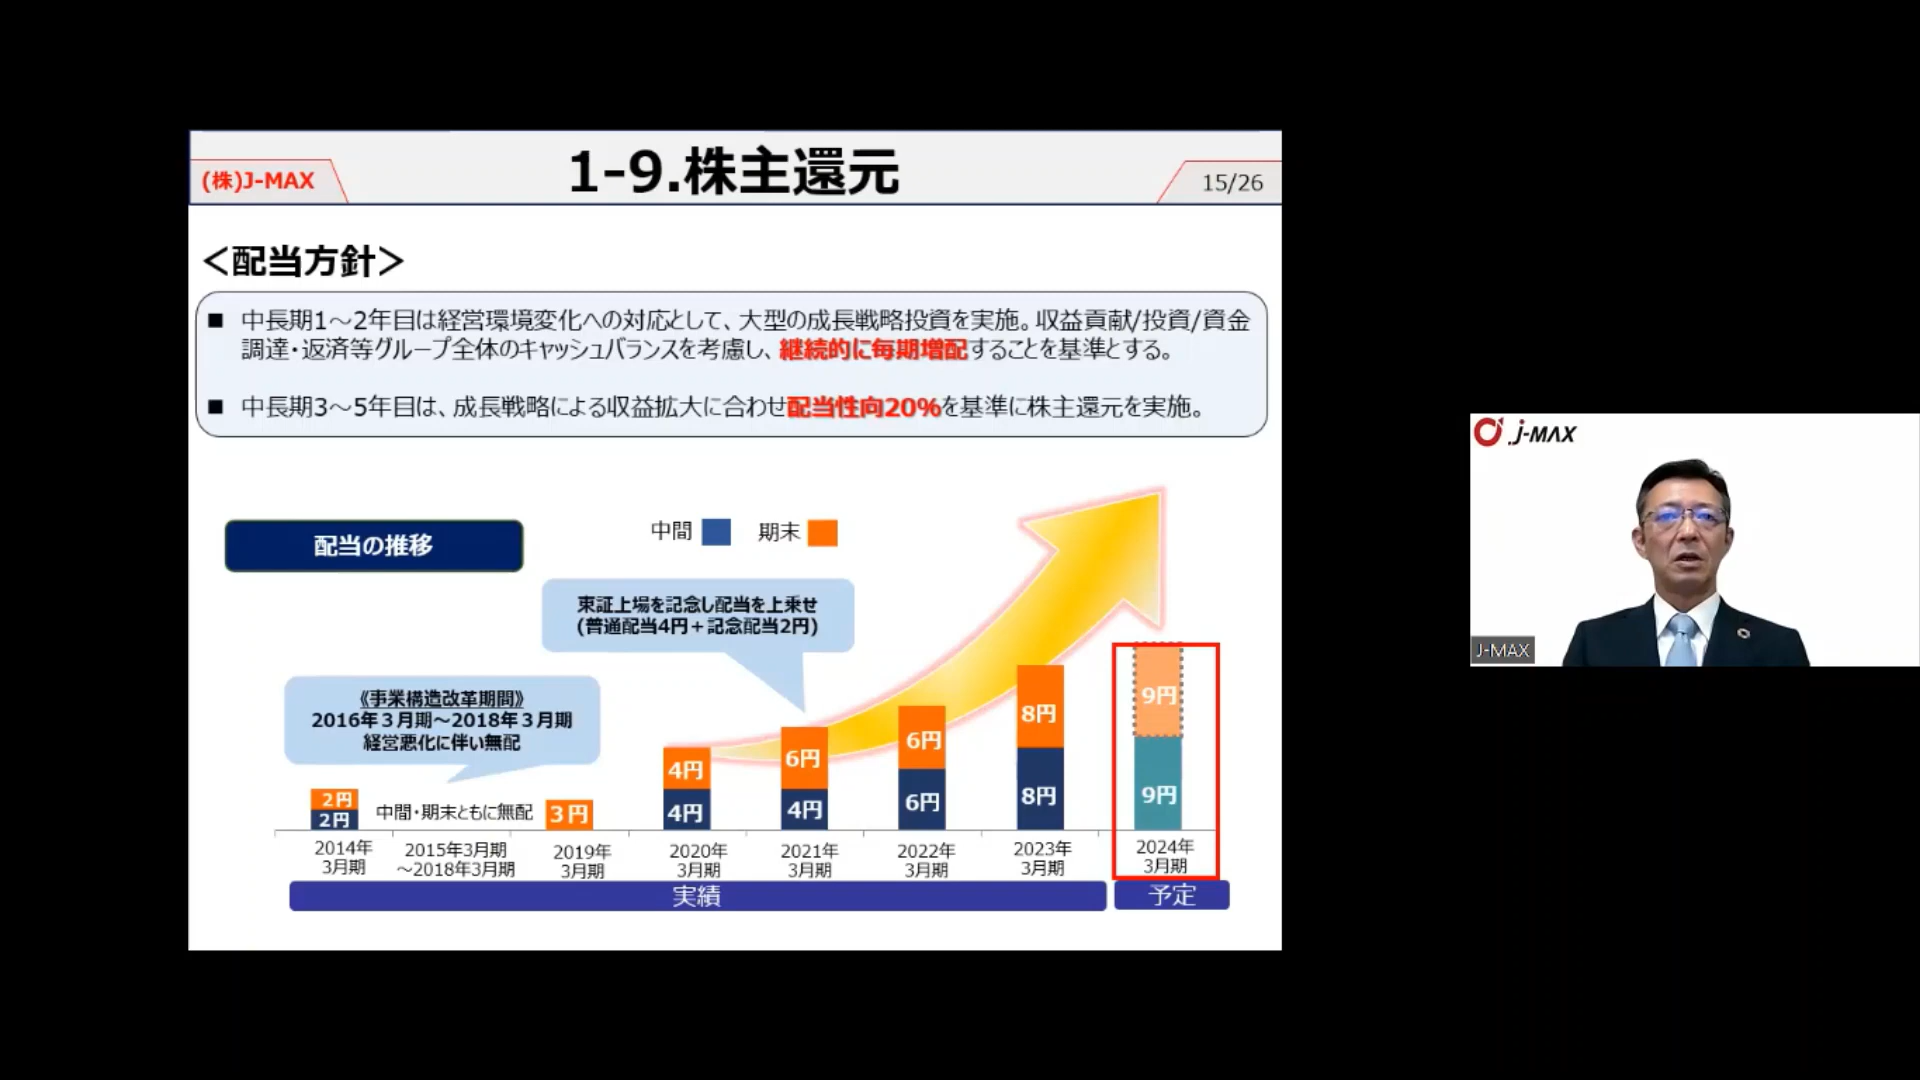 (株)J-MAX
1-9.株主還元
15/26
＜配当方針＞
■ 中長期1～2年目は経営環境変化への対応として、大型の成長戦略投資を実施。収益貢献/投資/資金
調達・返済等グループ全体のキャッシュバランスを考慮し、継続的に毎期増配することを基準とする。
■ 中長期3～5年目は、成長戦略による収益拡大に合わせ配当性向20%を基準に株主還元を実施。
配当の推移
中間 期末
東証上場を記念し配当を上乗せ
(普通配当4円＋記念配当2円)
《事業構造改革期間》
2016年３月期～2018年３月期
経営悪化に伴い無配
2円
2円
中間・期末ともに無配
3円
4円
4円
6円
4円
6円
6円
8円
8円
9円
9円
2014年
3月期
2015年3月期
～2018年3月期
2019年
3月期
2020年
3月期
2021年
3月期
2022年
3月期
2023年
3月期
2024年
3月期
実績
予定
J-MAX
J-MAX